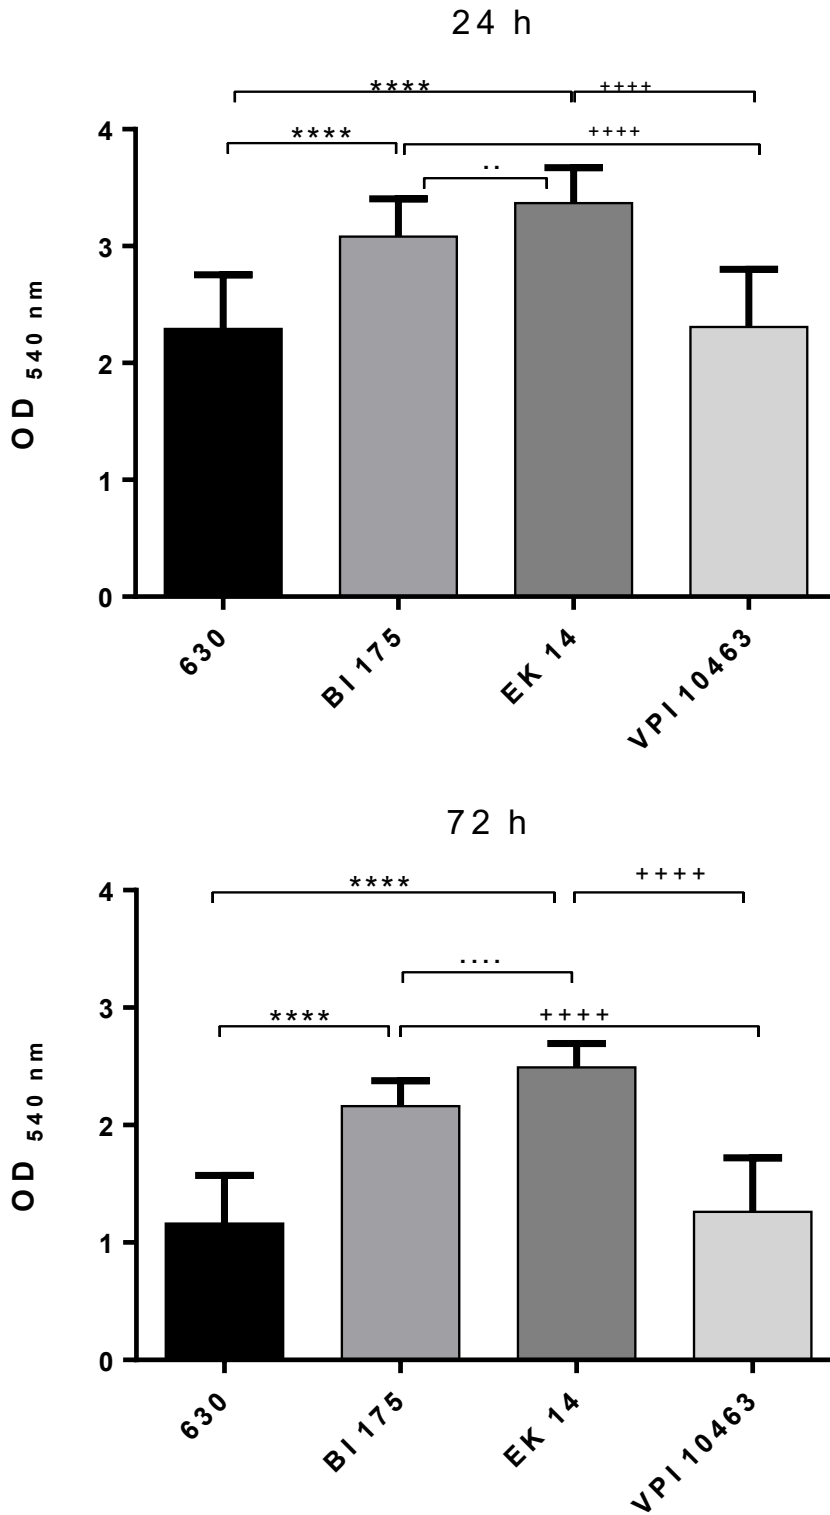 24 h
**** ++++
4
**** ++++
..
3
2
1
0
OD 540 nm
630 BI 175 EK 14 VPI 10463
72 h
**** ++++
4
....
3
**** ++++
2
1
0
OD 540 nm
630 BI 175 EK 14 VPI 10463